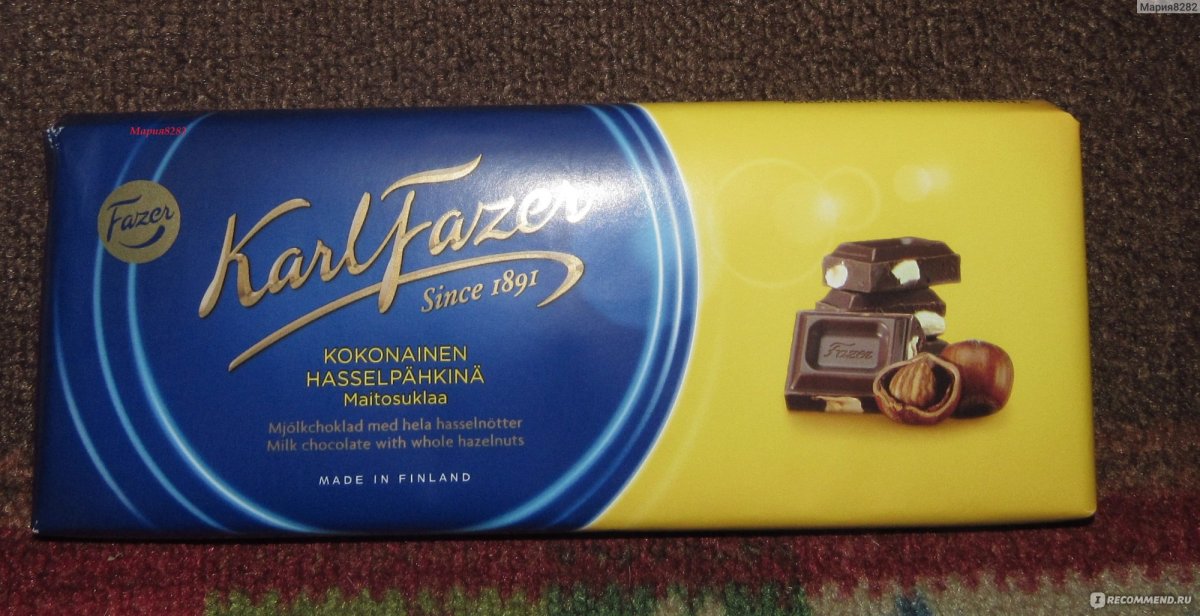 Мария8282
Мария8282
Fazer
Karl Fazer
Since 1891
KOKONAINEN
HASSELPÄHKINÄ
Maitosuklaa
Mjölkchoklad med hela hasselnötter
Milk chocolate with whole hazelnuts
MADE IN FINLAND
Fazer
I RECOMMEND.RU